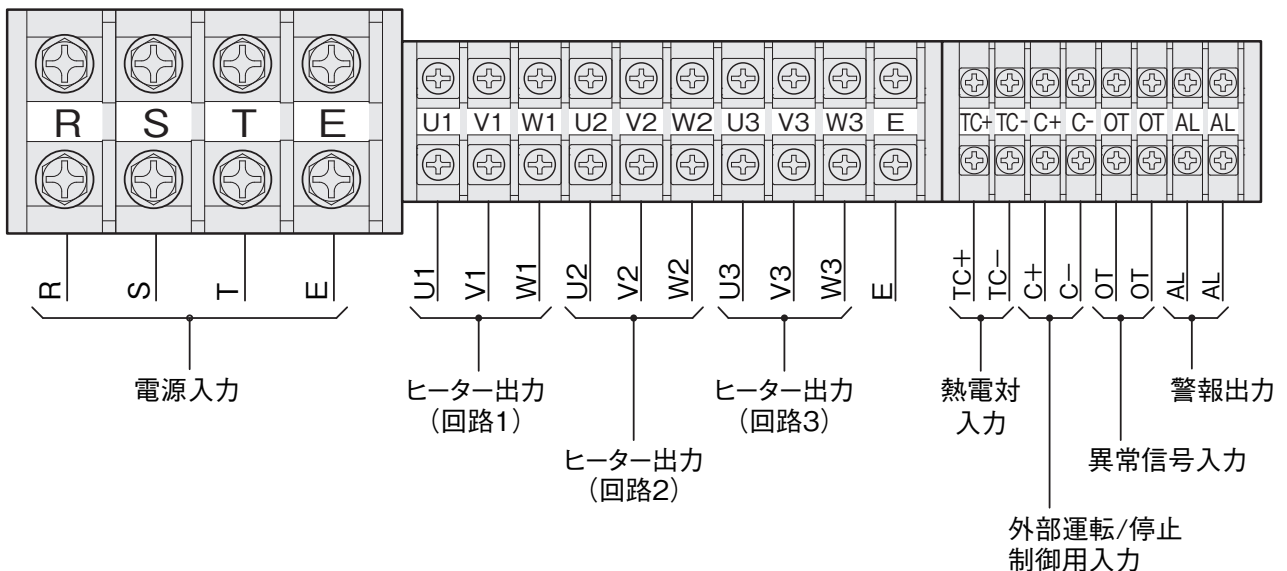 R S T E
U1 V1 W1 U2 V2 W2 U3 V3 W3 E
TC+ TC- C+ C- OT OT AL AL
R S T E
U1 V1 W1 U2 V2 W2 U3 V3 W3 E
TC+ TC- C+ C- OT OT AL AL
電源入力
ヒーター出力
（回路1）
ヒーター出力
（回路2）
ヒーター出力
（回路3）
熱電対
入力
外部運転/停止
制御用入力
異常信号入力
警報出力